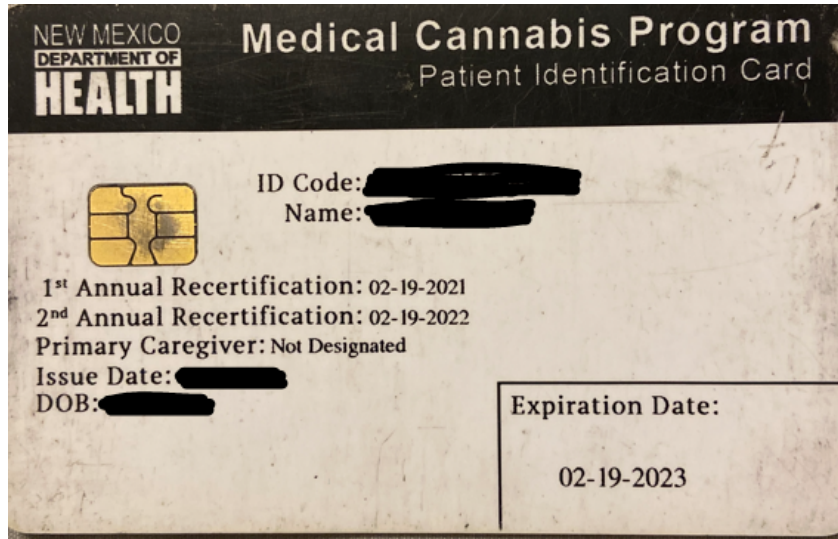 NEW MEXICO
DEPARTMENT OF
HEALTH
Medical Cannabis Program
Patient Identification Card
ID Code:
Name:
1st Annual Recertification: 02-19-2021
2nd Annual Recertification: 02-19-2022
Primary Caregiver: Not Designated
Issue Date:
DOB:
Expiration Date:
02-19-2023